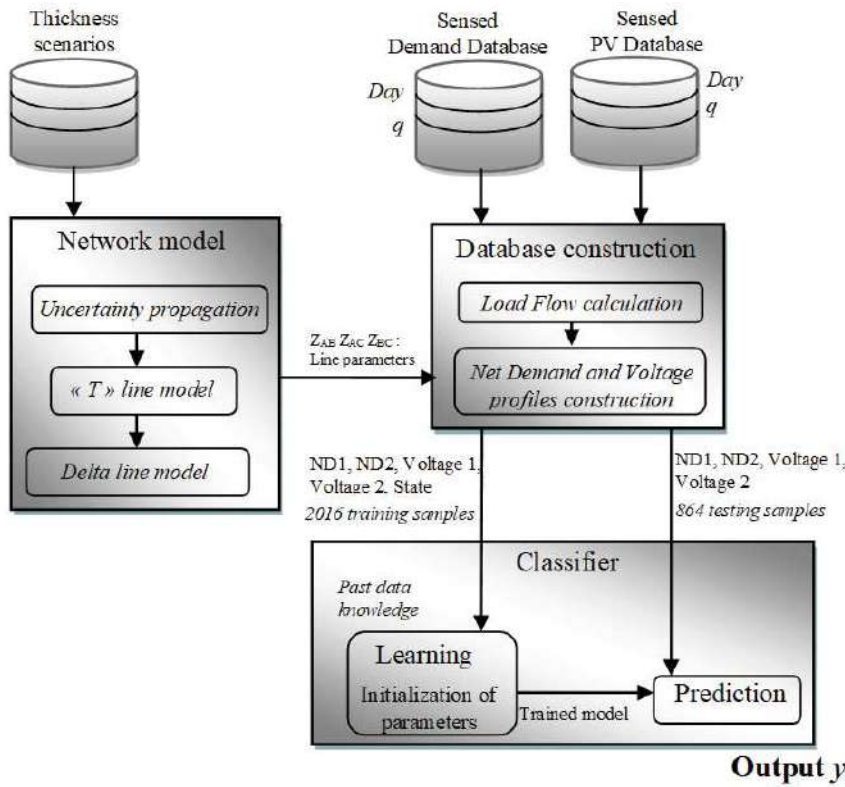 Thickness
scenarios
Sensed
Demand Database
Sensed
PV Database
Day
q
Day
q
Network model
Uncertainty propagation
« T » line model
Delta line model
ZAB ZAC ZBC :
Line parameters
Database construction
Load Flow calculation
Net Demand and Voltage
profiles construction
ND1, ND2, Voltage 1,
Voltage 2, State
2016 training samples
ND1, ND2, Voltage 1,
Voltage 2
864 testing samples
Classifier
Past data
knowledge
Learning
Initialization of
parameters
Trained model
Prediction
Output y